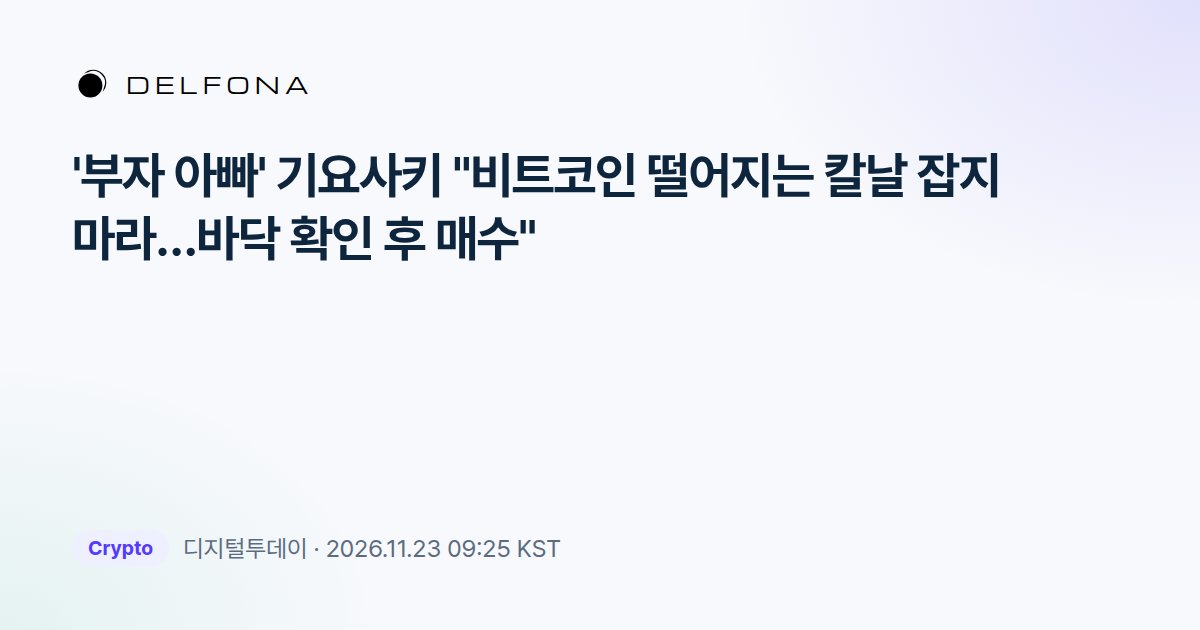 DELFONA
'부자 아빠' 기요사키 "비트코인 떨어지는 칼날 잡지
마라...바닥 확인 후 매수"
Crypto 디지털투데이 · 2026.11.23 09:25 KST